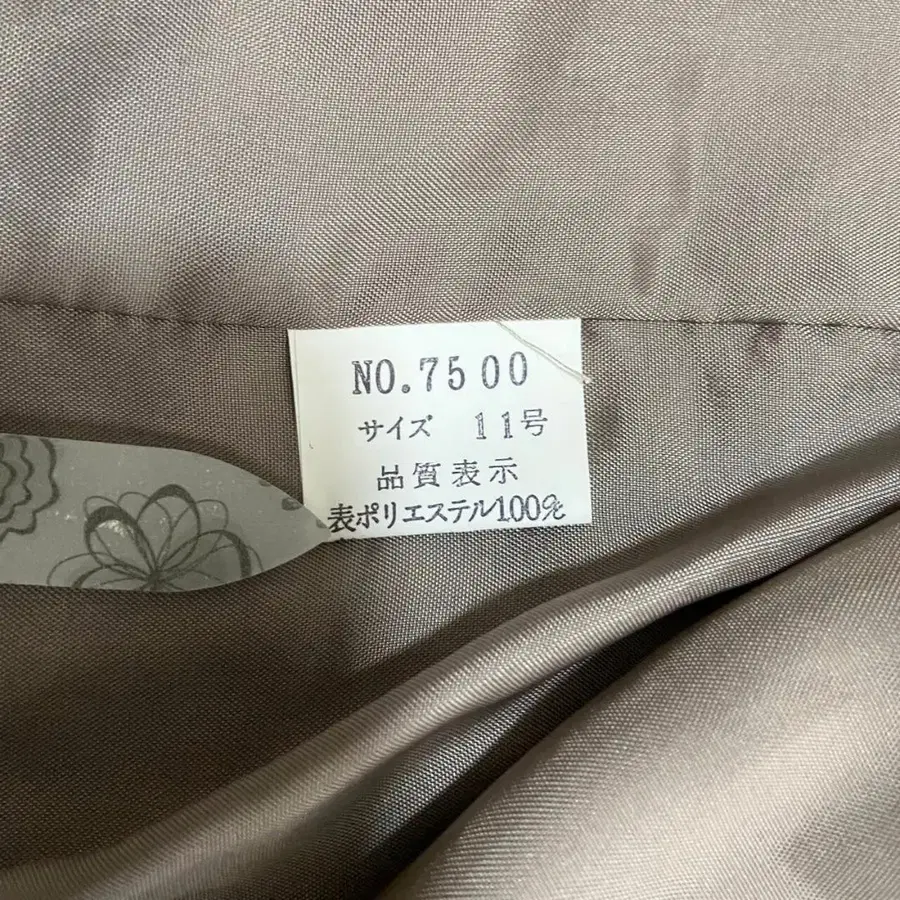 NO.7500
サイズ 11号
品質表示
表ポリエステル100%